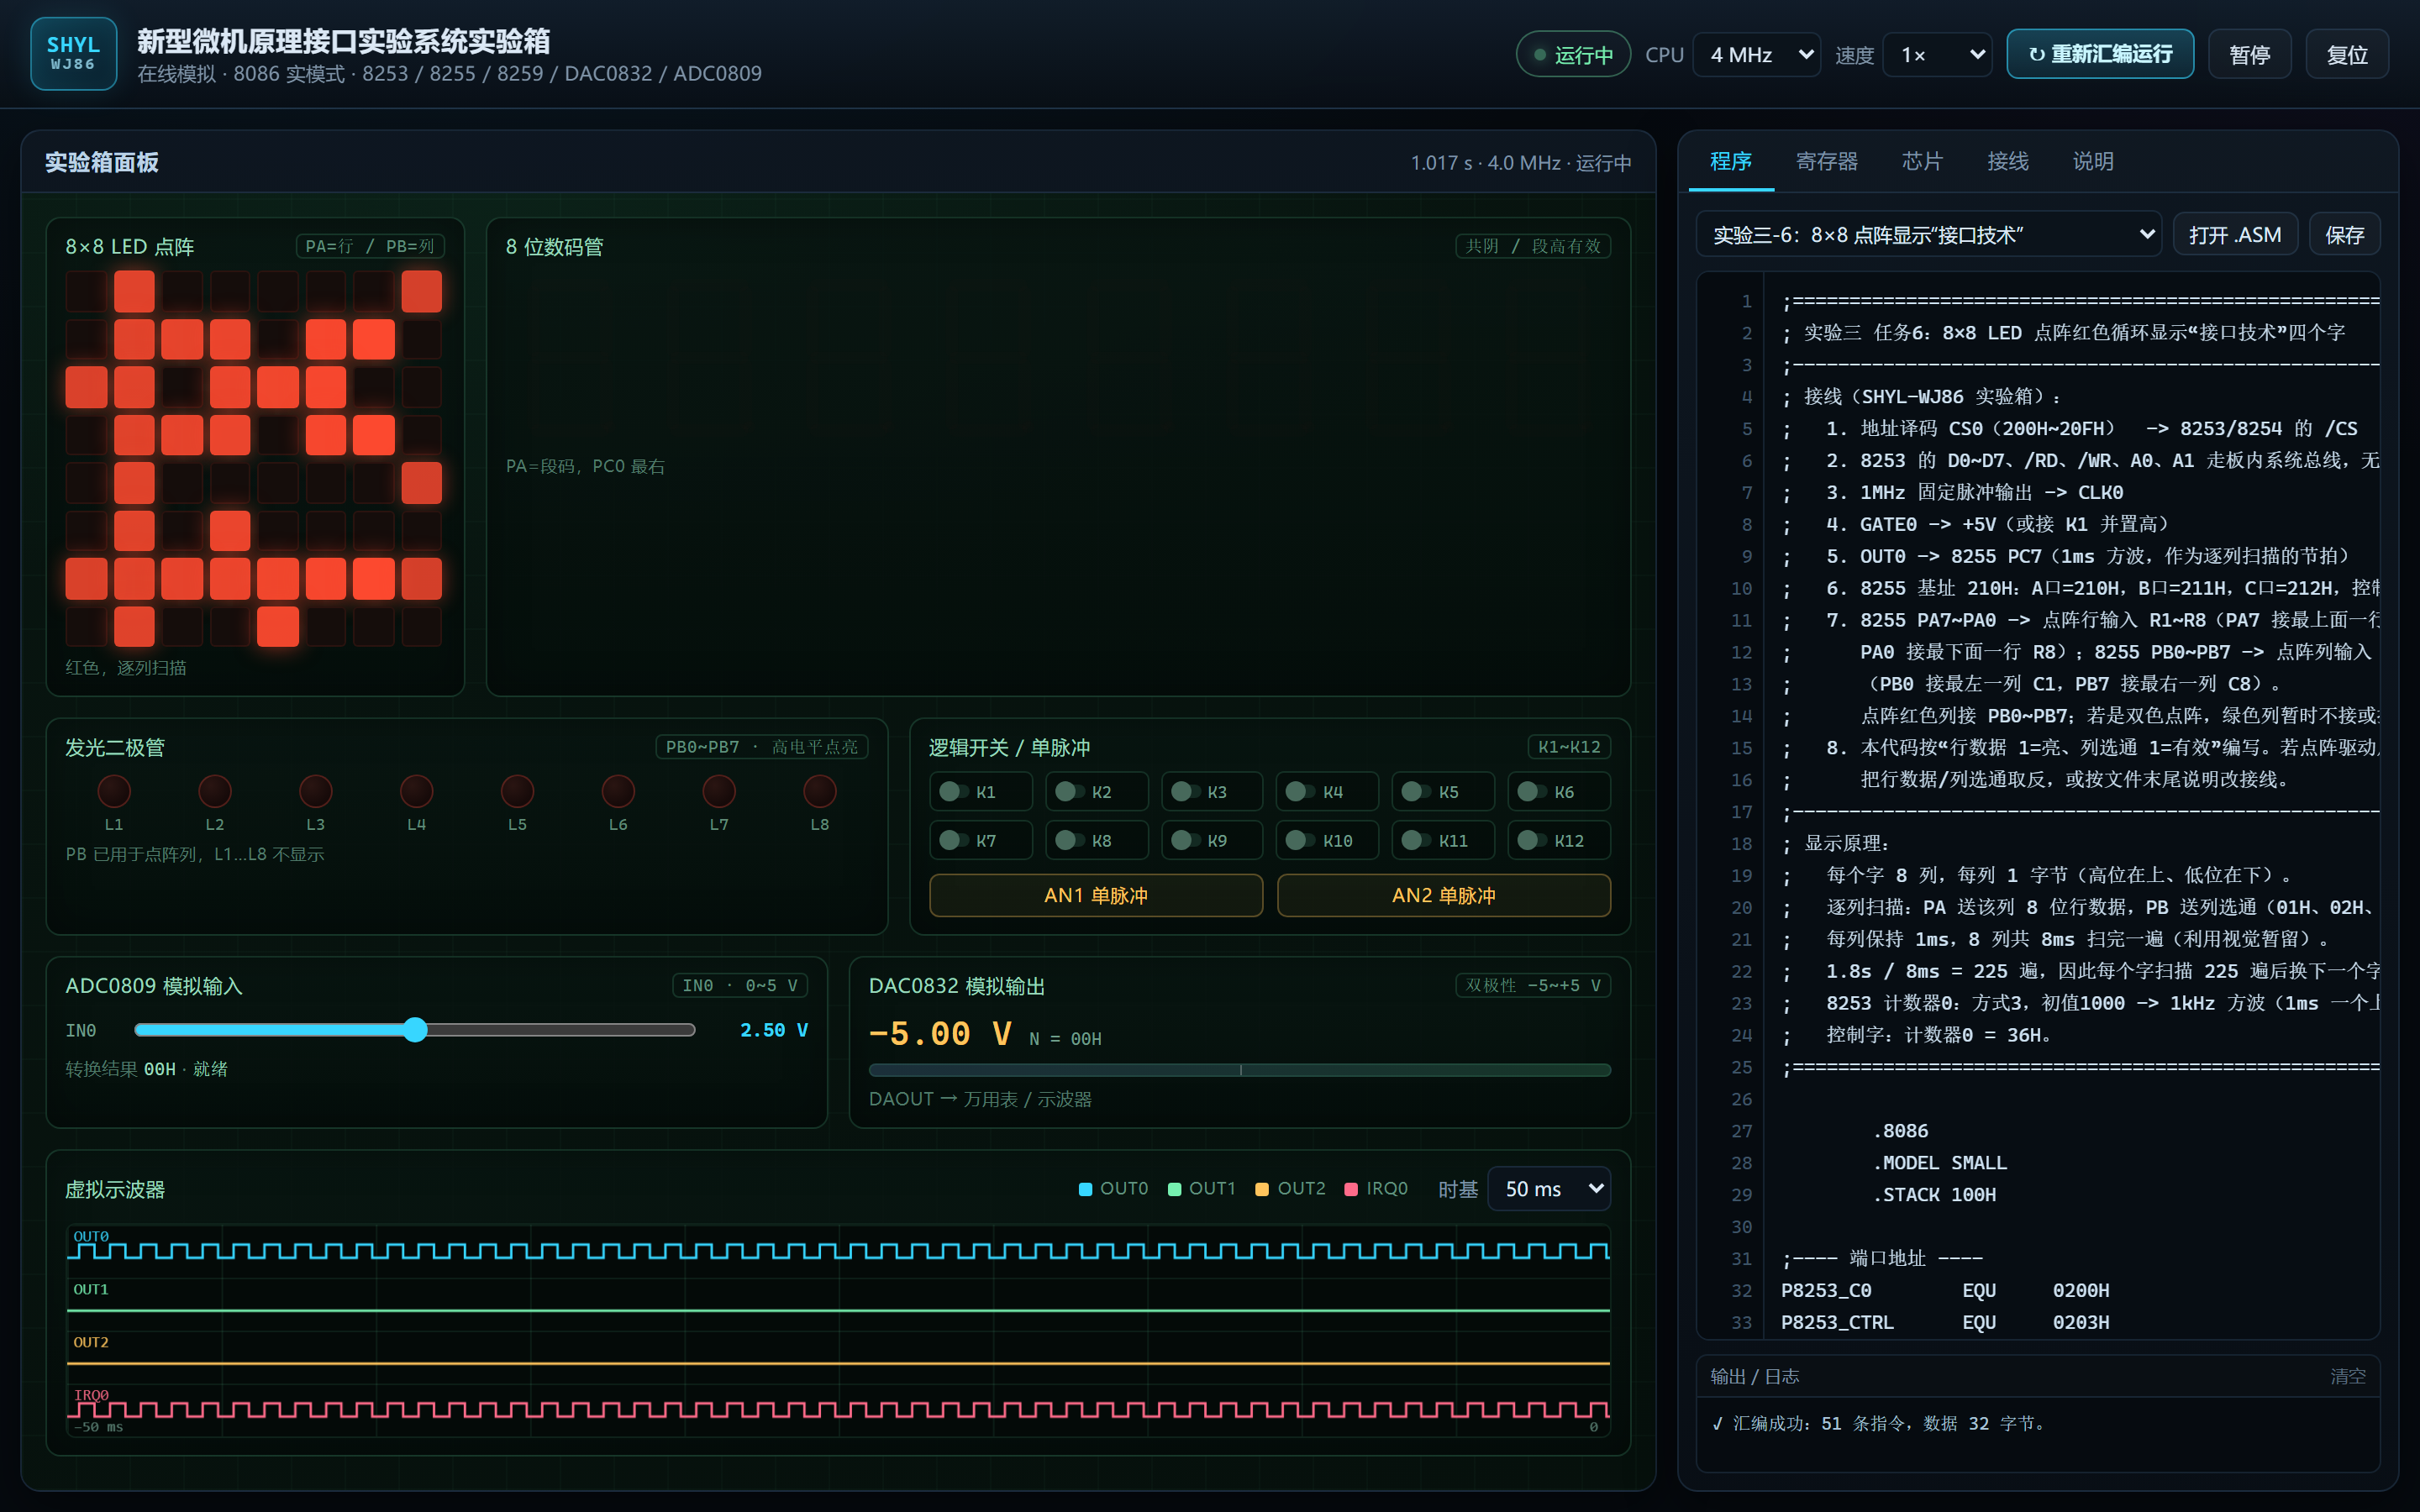 SHYL
WJ86
新型微机原理接口实验系统实验箱
在线模拟 · 8086 实模式 · 8253 / 8255 / 8259 / DAC0832 / ADC0809
运行中
CPU
4 MHz
速度
1×
↻ 重新汇编运行
暂停
复位
实验箱面板
1.017 s · 4.0 MHz · 运行中
8×8 LED 点阵
PA=行 / PB=列
红色，逐列扫描
8 位数码管
共阴 / 段高有效
PA=段码，PC0 最右
发光二极管
PB0~PB7 · 高电平点亮
L1 L2 L3 L4 L5 L6 L7 L8
PB 已用于点阵列，L1…L8 不显示
逻辑开关 / 单脉冲
K1~K12
K1 K2 K3 K4 K5 K6
K7 K8 K9 K10 K11 K12
AN1 单脉冲
AN2 单脉冲
ADC0809 模拟输入
IN0 · 0~5 V
IN0
2.50 V
转换结果 00H · 就绪
DAC0832 模拟输出
双极性 −5~+5 V
−5.00 V N = 00H
DAOUT → 万用表 / 示波器
虚拟示波器
OUT0 OUT1 OUT2 IRQ0
时基
50 ms
OUT0
OUT1
OUT2
IRQ0
−50 ms
0
程序 寄存器 芯片 接线 说明
实验三-6：8×8 点阵显示“接口技术”
打开 .ASM
保存
1 ;=====================================================
2 ; 实验三 任务6：8×8 LED 点阵红色循环显示“接口技术”四个字
3 ;-----------------------------------------------------
4 ; 接线（SHYL-WJ86 实验箱）：
5 ;   1. 地址译码 CS0（200H~20FH）  -> 8253/8254 的 /CS
6 ;   2. 8253 的 D0~D7、/RD、/WR、A0、A1 走板内系统总线，无
7 ;   3. 1MHz 固定脉冲输出 -> CLK0
8 ;   4. GATE0 -> +5V（或接 K1 并置高）
9 ;   5. OUT0 -> 8255 PC7（1ms 方波，作为逐列扫描的节拍）
10 ;   6. 8255 基址 210H：A口=210H，B口=211H，C口=212H，控制
11 ;   7. 8255 PA7~PA0 -> 点阵行输入 R1~R8（PA7 接最上面一行
12 ;      PA0 接最下面一行 R8）；8255 PB0~PB7 -> 点阵列输入
13 ;      （PB0 接最左一列 C1，PB7 接最右一列 C8）。
14 ;      点阵红色列接 PB0~PB7；若是双色点阵，绿色列暂时不接或
15 ;   8. 本代码按“行数据 1=亮、列选通 1=有效”编写。若点阵驱动
16 ;      把行数据/列选通取反，或按文件末尾说明改接线。
17 ;-----------------------------------------------------
18 ; 显示原理：
19 ;   每个字 8 列，每列 1 字节（高位在上、低位在下）。
20 ;   逐列扫描：PA 送该列 8 位行数据，PB 送列选通（01H、02H、
21 ;   每列保持 1ms，8 列共 8ms 扫完一遍（利用视觉暂留）。
22 ;   1.8s / 8ms = 225 遍，因此每个字扫描 225 遍后换下一个字
23 ;   8253 计数器0：方式3，初值1000 -> 1kHz 方波（1ms 一个上
24 ;   控制字：计数器0 = 36H。
25 ;=====================================================
26
27 .8086
28 .MODEL SMALL
29 .STACK 100H
30
31 ;---- 端口地址 ----
32 P8253_C0 EQU 0200H
33 P8253_CTRL EQU 0203H
输出 / 日志
清空
✓ 汇编成功：51 条指令，数据 32 字节。